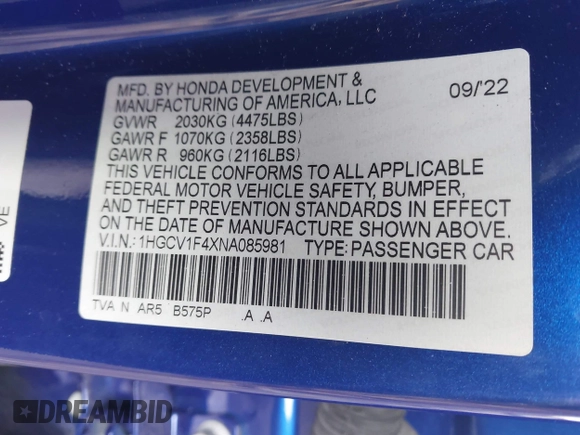 MFD. BY HONDA DEVELOPMENT &
MANUFACTURING OF AMERICA, LLC 09/'22
GVWR 2030KG (4475LBS)
GAWR F 1070KG (2358LBS)
GAWR R 960KG (2116LBS)
THIS VEHICLE CONFORMS TO ALL APPLICABLE
FEDERAL MOTOR VEHICLE SAFETY, BUMPER,
AND THEFT PREVENTION STANDARDS IN EFFECT
ON THE DATE OF MANUFACTURE SHOWN ABOVE.
V.I.N.: 1HGCV1F4XNA085981 TYPE: PASSENGER CAR
TVA N AR5 B575P .A .A
VE
DREAMBID